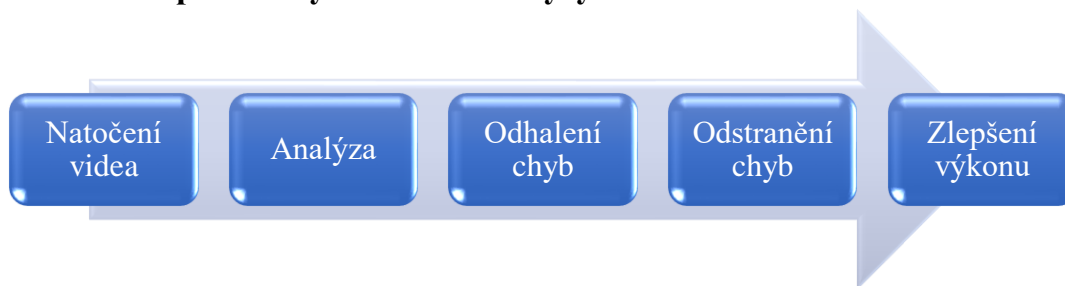 Natočení
videa
Analýza
Odhalení
chyb
Odstranění
chyb
Zlepšení
výkonu